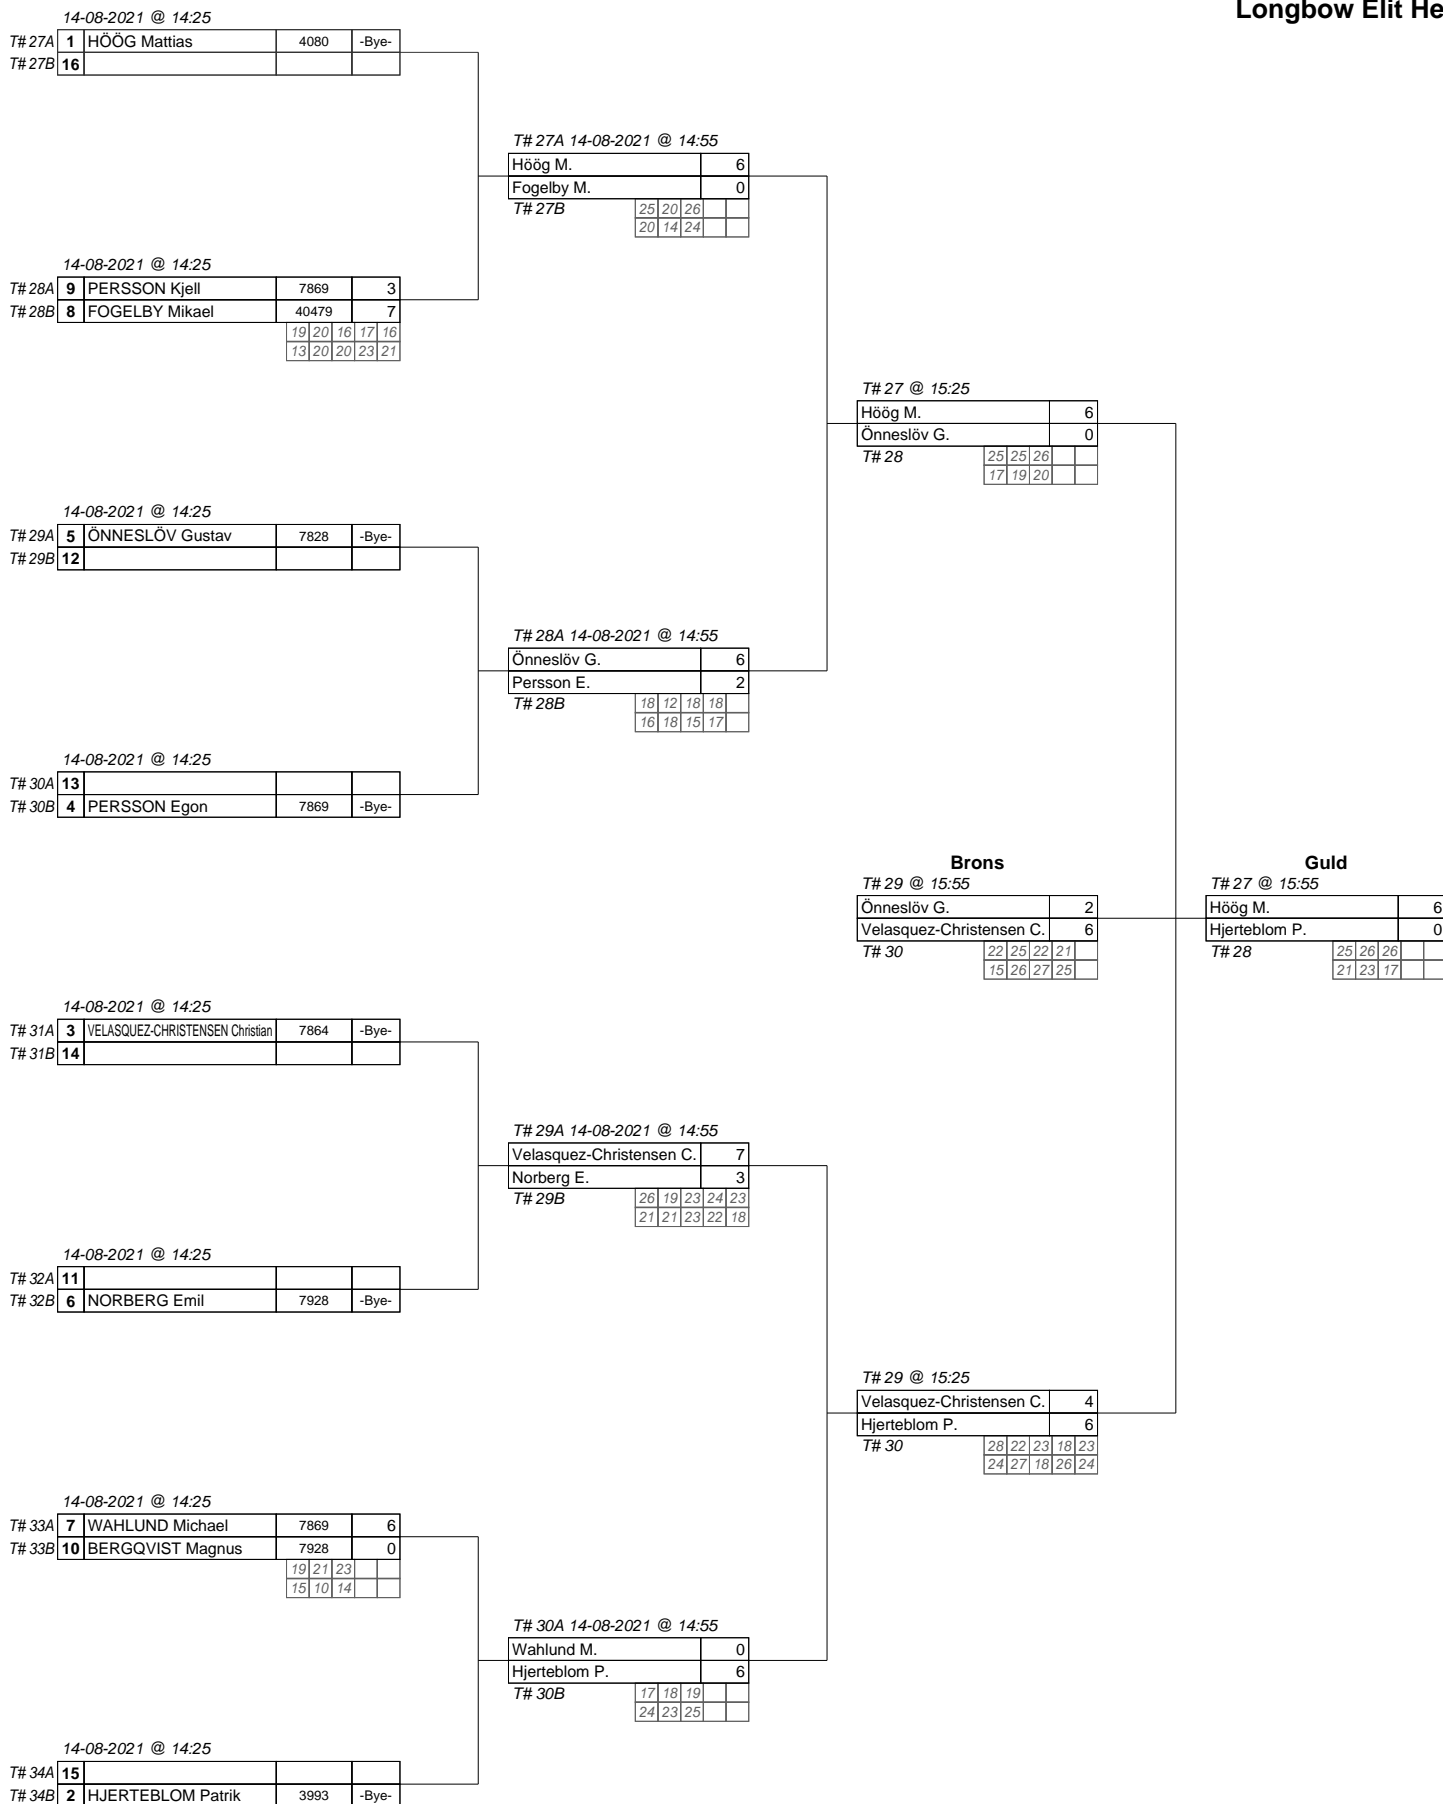 Longbow Elit He
14-08-2021 @ 14:25
T# 27A 1 HÖÖG Mattias 4080 -Bye-
T# 27B 16
T# 27A 14-08-2021 @ 14:55
Höög M. 6
Fogelby M. 0
T# 27B 25 20 26
20 14 24
14-08-2021 @ 14:25
T# 28A 9 PERSSON Kjell 7869 3
T# 28B 8 FOGELBY Mikael 40479 7
19 20 16 17 16
13 20 20 23 21
T# 27 @ 15:25
Höög M. 6
Önneslöv G. 0
T# 28 25 25 26
17 19 20
14-08-2021 @ 14:25
T# 29A 5 ÖNNESLÖV Gustav 7828 -Bye-
T# 29B 12
T# 28A 14-08-2021 @ 14:55
Önneslöv G. 6
Persson E. 2
T# 28B 18 12 18 18
16 18 15 17
14-08-2021 @ 14:25
T# 30A 13
T# 30B 4 PERSSON Egon 7869 -Bye-
Brons
T# 29 @ 15:55
Önneslöv G. 2
Velasquez-Christensen C. 6
T# 30 22 25 22 21
15 26 27 25
Guld
T# 27 @ 15:55
Höög M. 6
Hjerteblom P. 0
T# 28 25 26 26
21 23 17
14-08-2021 @ 14:25
T# 31A 3 VELASQUEZ-CHRISTENSEN Christian 7864 -Bye-
T# 31B 14
T# 29A 14-08-2021 @ 14:55
Velasquez-Christensen C. 7
Norberg E. 3
T# 29B 26 19 23 24 23
21 21 23 22 18
14-08-2021 @ 14:25
T# 32A 11
T# 32B 6 NORBERG Emil 7928 -Bye-
T# 29 @ 15:25
Velasquez-Christensen C. 4
Hjerteblom P. 6
T# 30 28 22 23 18 23
24 27 18 26 24
14-08-2021 @ 14:25
T# 33A 7 WAHLUND Michael 7869 6
T# 33B 10 BERGQVIST Magnus 7928 0
19 21 23
15 10 14
T# 30A 14-08-2021 @ 14:55
Wahlund M. 0
Hjerteblom P. 6
T# 30B 17 18 19
24 23 25
14-08-2021 @ 14:25
T# 34A 15
T# 34B 2 HJERTEBLOM Patrik 3993 -Bye-